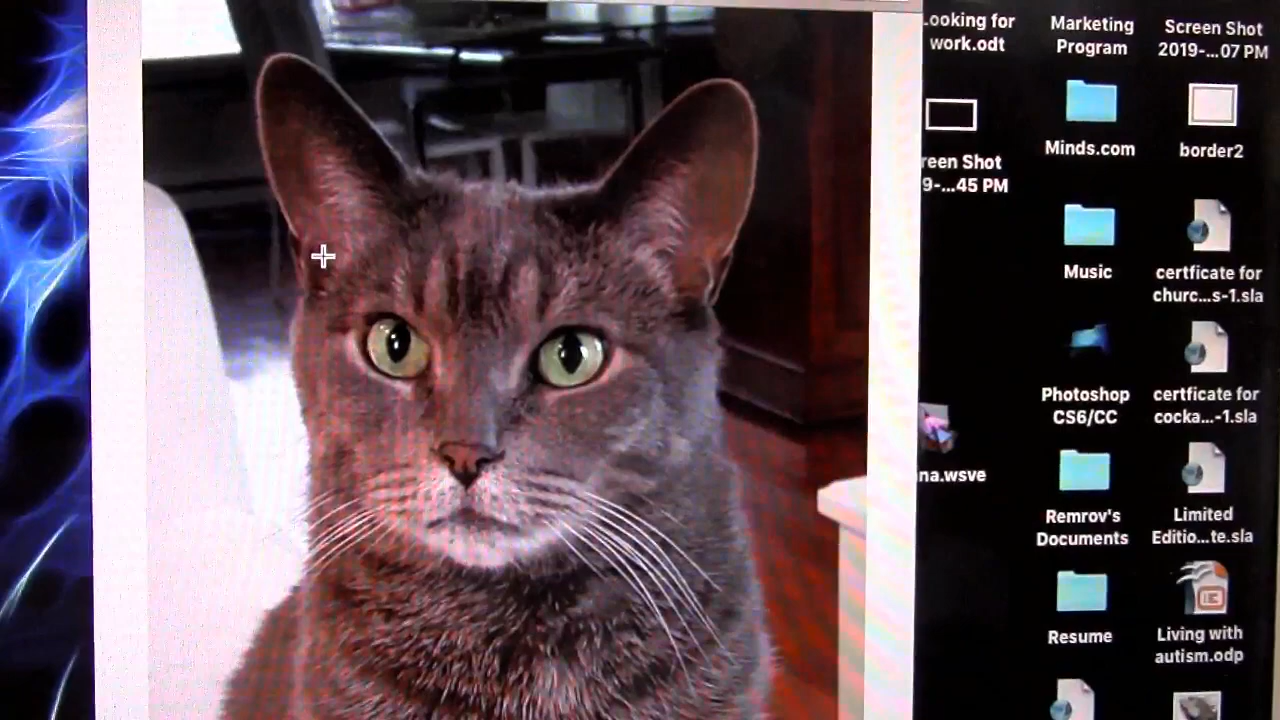 ooking for
work.odt
Marketing
Program
Screen Shot
2019-...07 PM
reen Shot
9-...45 PM
Minds.com
border2
Music
certficate for
churc...s-1.sla
Photoshop
CS6/CC
certficate for
cocka...-1.sla
na.wsve
Remrov's
Documents
Limited
Editio...te.sla
Resume
Living with
autism.odp